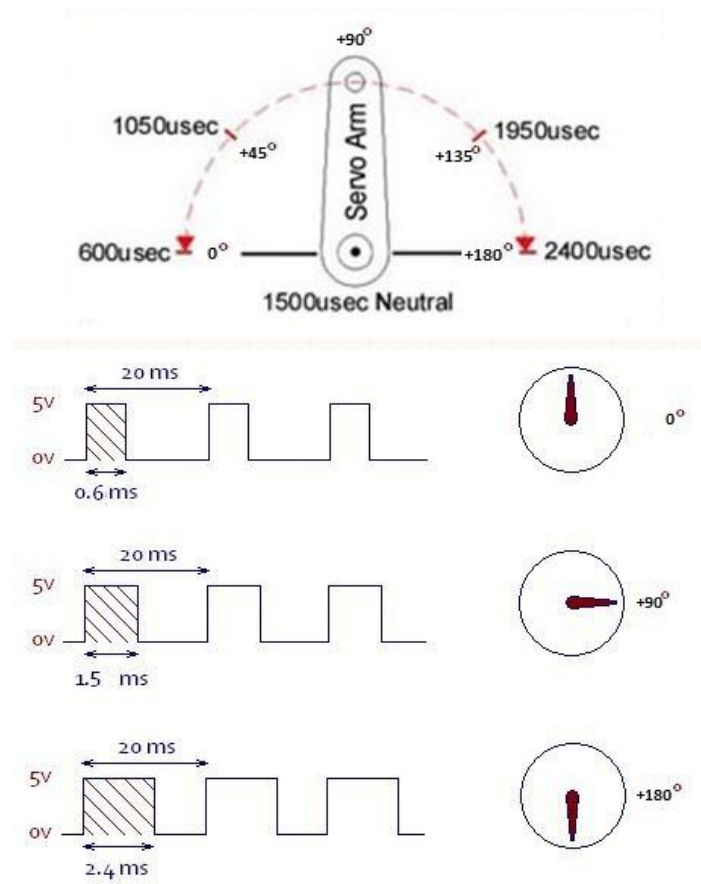 +90°
1050usec
1950usec
+45°
+135°
Servo Arm
600usec 0° +180° 2400usec
1500usec Neutral
20 ms
5v
0v
0°
0.6 ms
20 ms
5v
0v
+90°
1.5 ms
20 ms
5v
0v
+180°
2.4 ms